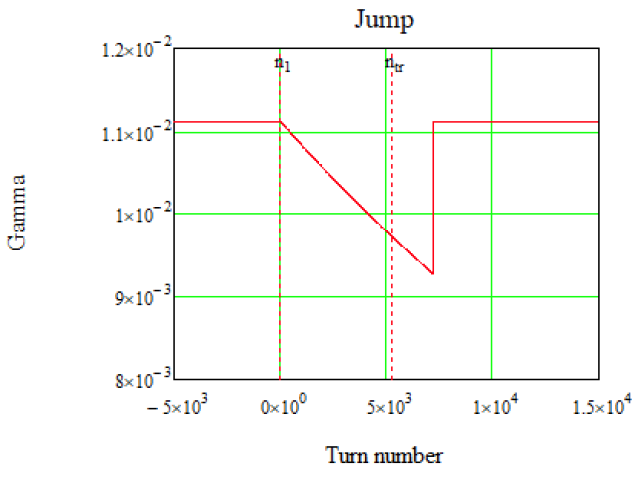 Jump
1.2×10⁻²
n₁
nₜᵣ
1.1×10⁻²
Gamma
1×10⁻²
9×10⁻³
8×10⁻³
−5×10³
0×10⁰
5×10³
1×10⁴
1.5×10⁴
Turn number